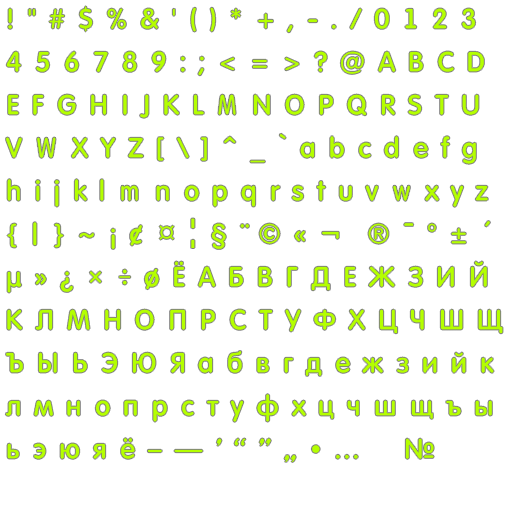 ! " # $ % & ' ( ) * + , - . / 0 1 2 3
4 5 6 7 8 9 : ; < = > ? @ A B C D
E F G H I J K L M N O P Q R S T U
V W X Y Z [ \ ] ^ _ ` a b c d e f g
h i j k l m n o p q r s t u v w x y z
{ | } ~ ¡ ¢ ¤ ¦ § ¨ © « ¬ ® ¯ ° ± ´
µ » ¿ × ÷ ø Ё А Б В Г Д Е Ж З И Й
К Л М Н О П Р С Т У Ф Х Ц Ч Ш Щ
Ъ Ы Ь Э Ю Я а б в г д е ж з и й к
л м н о п р с т у ф х ц ч ш щ ъ ы
ь э ю я ё – — ’ “ ” „ • … №